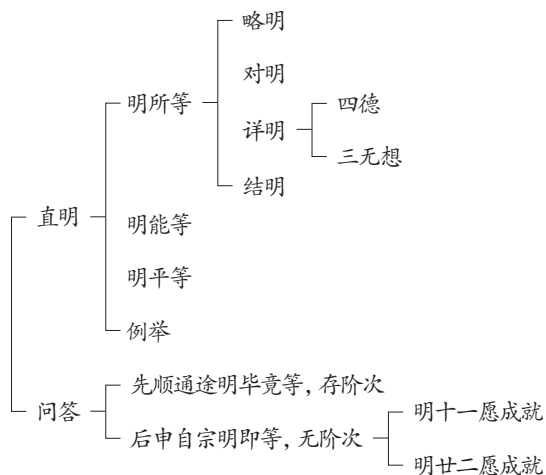 略明
对明
明所等
详明
四德
三无想
结明
直明
明能等
明平等
例举
先顺通途明毕竟等，存阶次
问答
后申自宗明即等，无阶次
明十一愿成就
明廿二愿成就